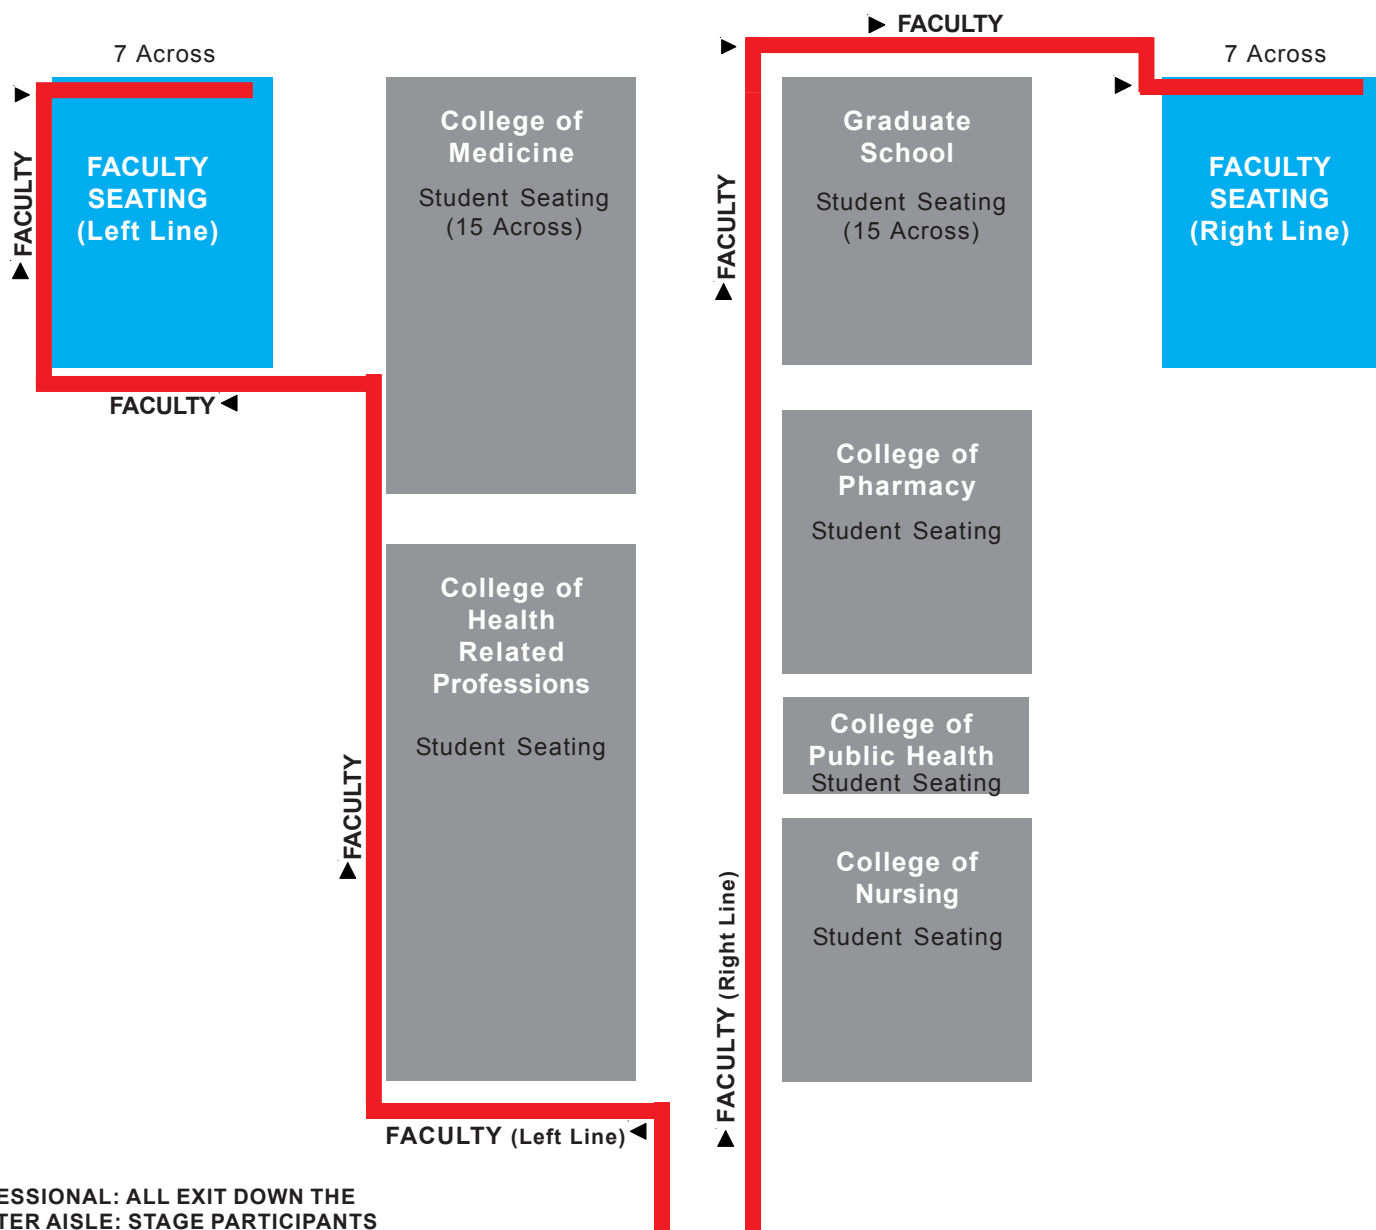 FACULTY
7 Across
7 Across
FACULTY
FACULTY
SEATING
(Left Line)
College of
Medicine
Student Seating
(15 Across)
FACULTY
Graduate
School
Student Seating
(15 Across)
FACULTY
SEATING
(Right Line)
FACULTY
College of
Pharmacy
Student Seating
College of
Health
Related
Professions
Student Seating
FACULTY
College of
Public Health
Student Seating
College of
Nursing
Student Seating
FACULTY (Right Line)
FACULTY (Left Line)
ESSIONAL: ALL EXIT DOWN THE
TER AISLE: STAGE PARTICIPANTS